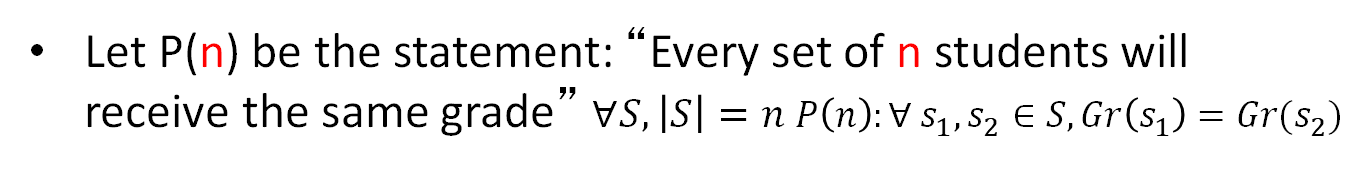 • Let P(n) be the statement: “Every set of n students will
receive the same grade” ∀S, |S| = n P(n): ∀ s₁, s₂ ∈ S, Gr(s₁) = Gr(s₂)